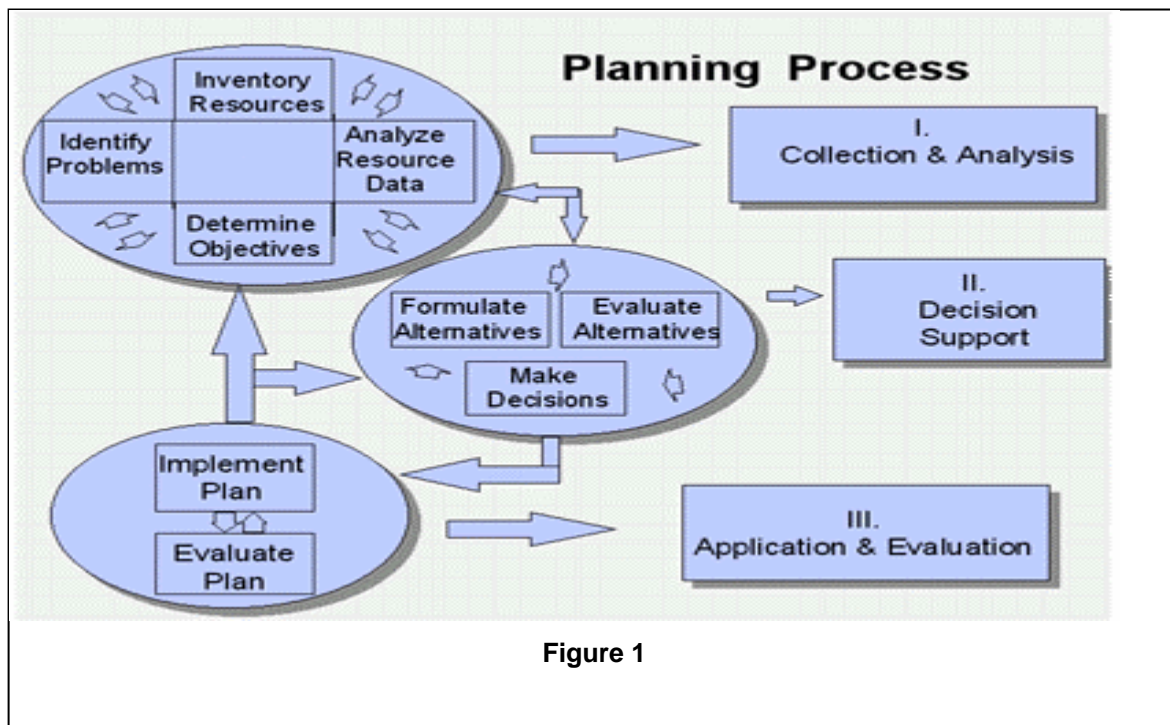 Planning Process
Inventory
Resources
Identify
Problems
Analyze
Resource
Data
Determine
Objectives
I.
Collection & Analysis
Formulate
Alternatives
Evaluate
Alternatives
Make
Decisions
II.
Decision
Support
Implement
Plan
Evaluate
Plan
III.
Application & Evaluation
Figure 1